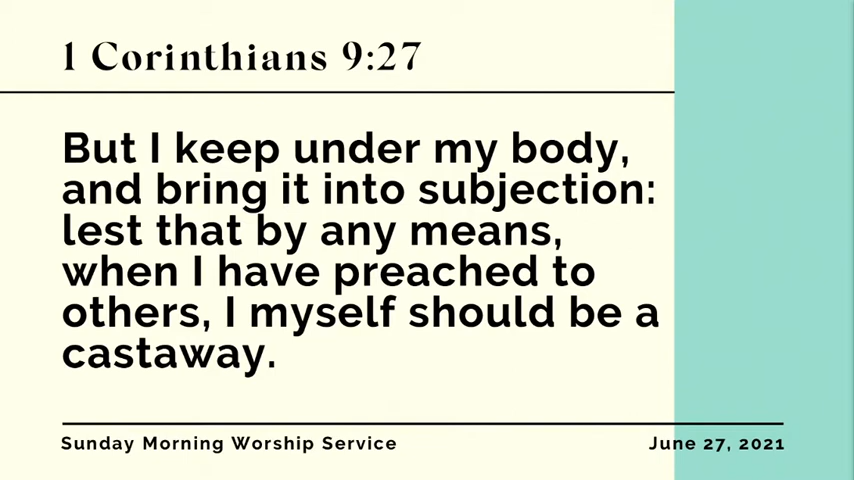 1 Corinthians 9:27
But I keep under my body,
and bring it into subjection:
lest that by any means,
when I have preached to
others, I myself should be a
castaway.
Sunday Morning Worship Service
June 27, 2021